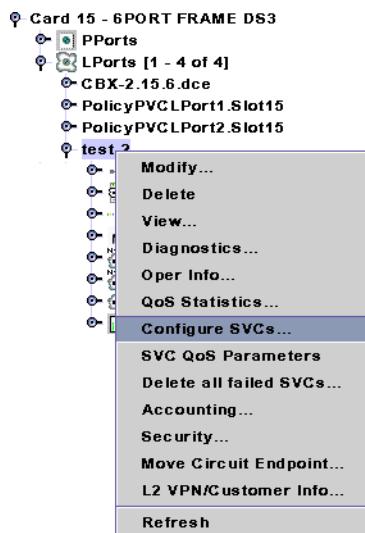 Card 15 - 6PORT FRAME DS3
PPorts
LPorts [1 - 4 of 4]
CBX-2.15.6.dce
PolicyPVCLPort1.Slot15
PolicyPVCLPort2.Slot15
test 2
Modify...
Delete
View...
Diagnostics...
Oper Info...
QoS Statistics...
Configure SVCs...
SVC QoS Parameters
Delete all failed SVCs...
Accounting...
Security...
Move Circuit Endpoint...
L2 VPN/Customer Info...
Refresh